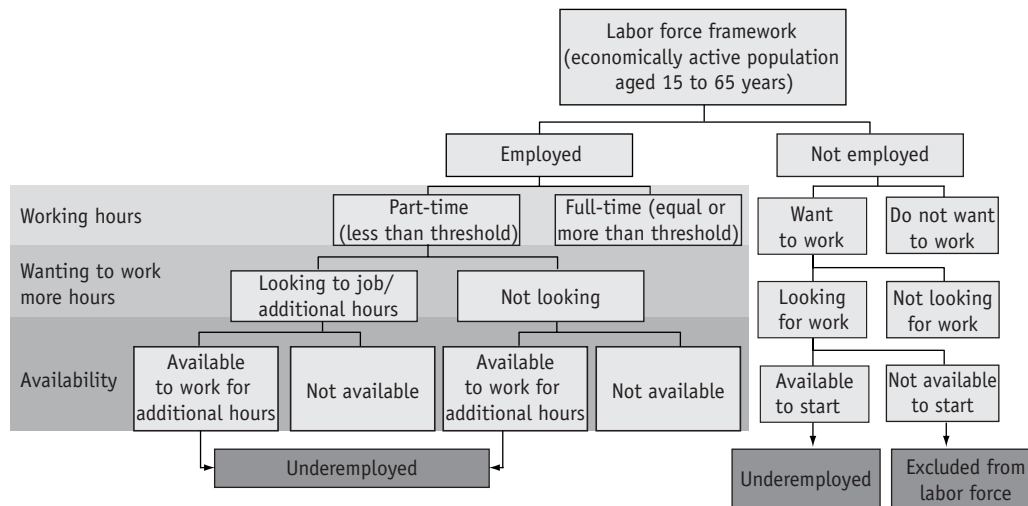 Labor force framework
(economically active population
aged 15 to 65 years)
Employed
Not employed
Working hours
Part-time
(less than threshold)
Full-time (equal or
more than threshold)
Want
to work
Do not want
to work
Wanting to work
more hours
Looking to job/
additional hours
Not looking
Looking
for work
Not looking
for work
Availability
Available
to work for
additional hours
Not available
Available
to work for
additional hours
Not available
Available
to start
Not available
to start
Underemployed
Underemployed
Excluded from
labor force